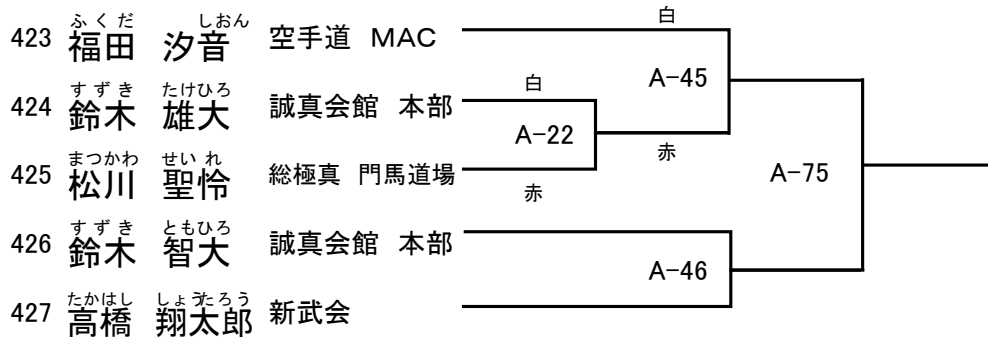 白
ふくだ しおん
423 福田 汐音 空手道 MAC
A-45
すずき たけひろ 白
424 鈴木 雄大 誠真会館 本部
A-22
赤
まつかわ せいれ
425 松川 聖怜 総極真 門馬道場
A-75
赤
すずき ともひろ
426 鈴木 智大 誠真会館 本部
A-46
たかはし しょうたろう
427 高橋 翔太郎 新武会